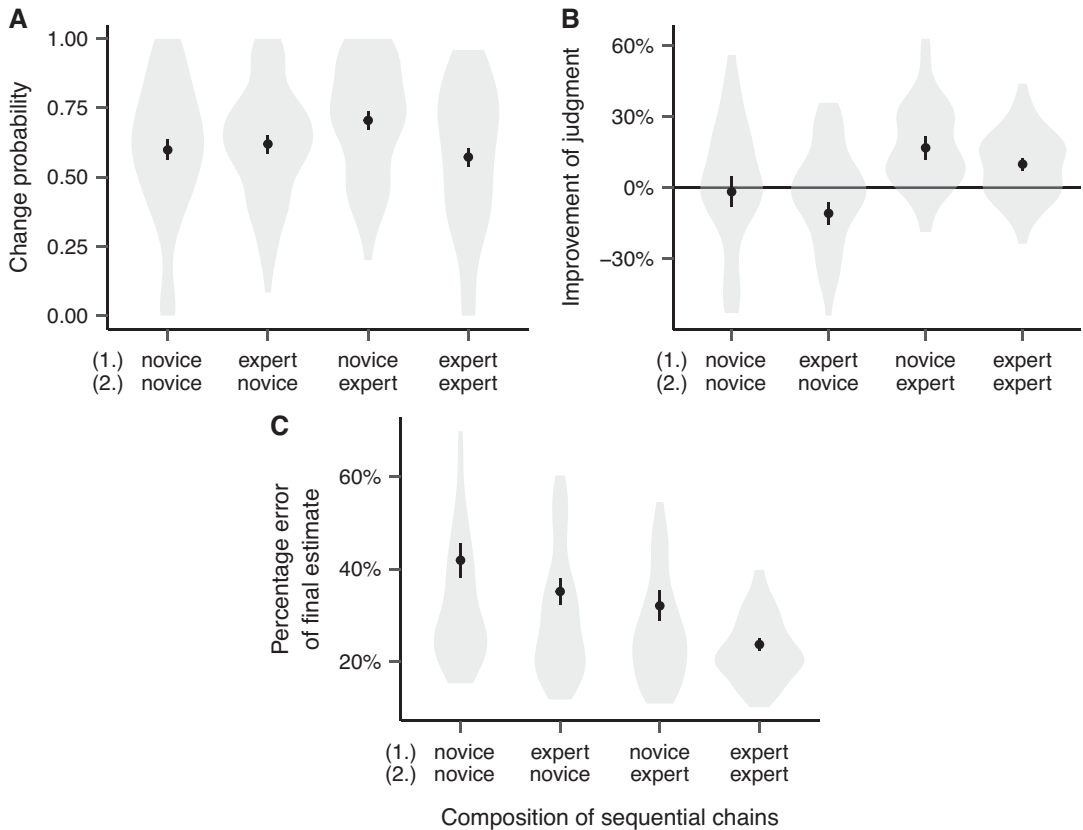 A
Change probability
1.00
0.75
0.50
0.25
0.00
(1.) novice expert novice expert
(2.) novice novice expert expert
B
Improvement of judgment
60%
30%
0%
−30%
(1.) novice expert novice expert
(2.) novice novice expert expert
C
Percentage error
of final estimate
60%
40%
20%
(1.) novice expert novice expert
(2.) novice novice expert expert
Composition of sequential chains